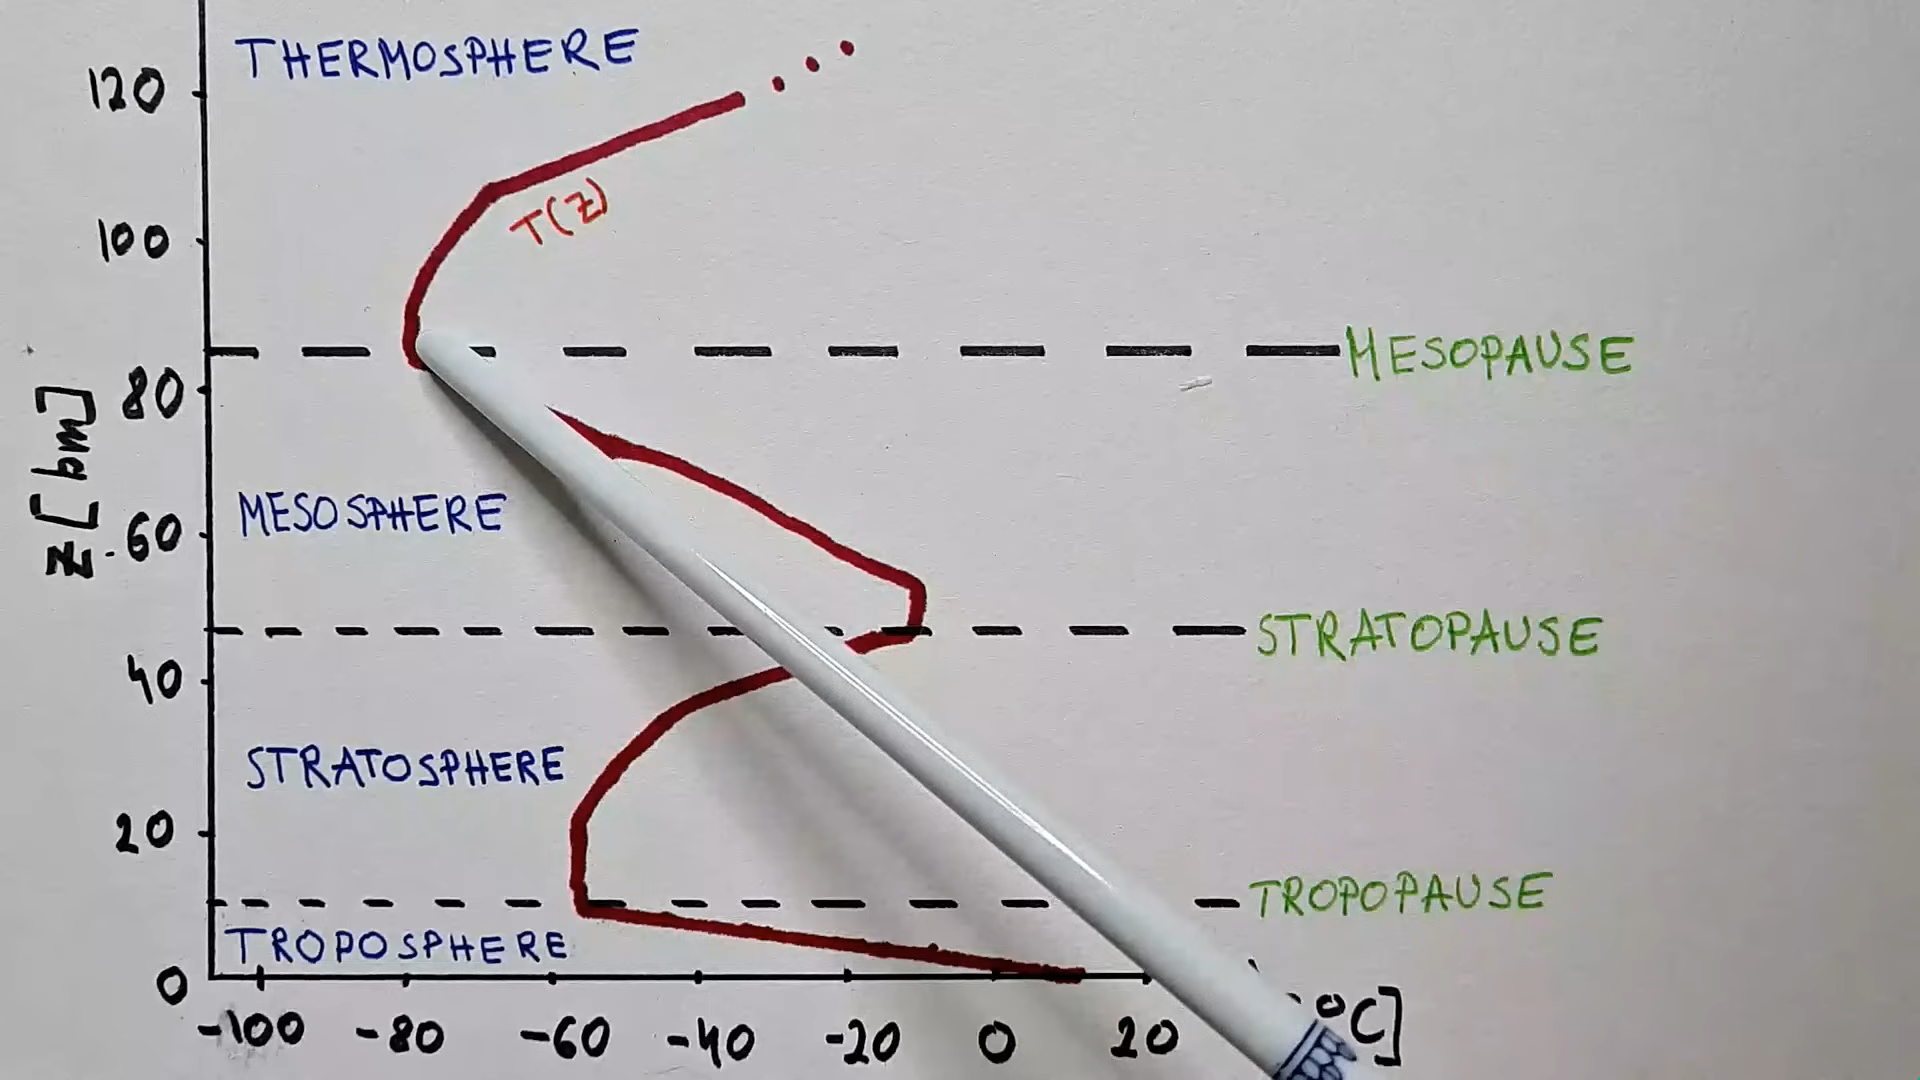 THERMOSPHERE
120
T(Z)
100
MESOPAUSE
80
Z[km]
MESOSPHERE
60
STRATOPAUSE
40
STRATOSPHERE
20
TROPOPAUSE
TROPOSPHERE
0
-100 -80 -60 -40 -20 0 20
°C]